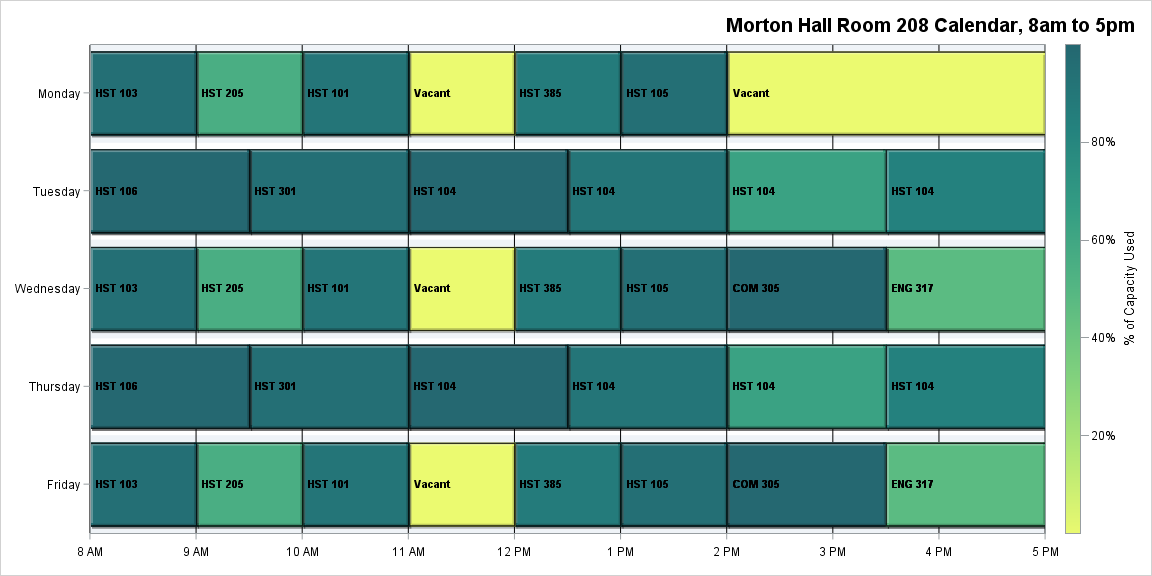 Morton Hall Room 208 Calendar, 8am to 5pm
Monday HST 103 HST 205 HST 101 Vacant HST 385 HST 105 Vacant
80%
Tuesday HST 106 HST 301 HST 104 HST 104 HST 104 HST 104
60%
Wednesday HST 103 HST 205 HST 101 Vacant HST 385 HST 105 COM 305 ENG 317
% of Capacity Used
40%
Thursday HST 106 HST 301 HST 104 HST 104 HST 104 HST 104
20%
Friday HST 103 HST 205 HST 101 Vacant HST 385 HST 105 COM 305 ENG 317
8 AM 9 AM 10 AM 11 AM 12 PM 1 PM 2 PM 3 PM 4 PM 5 PM